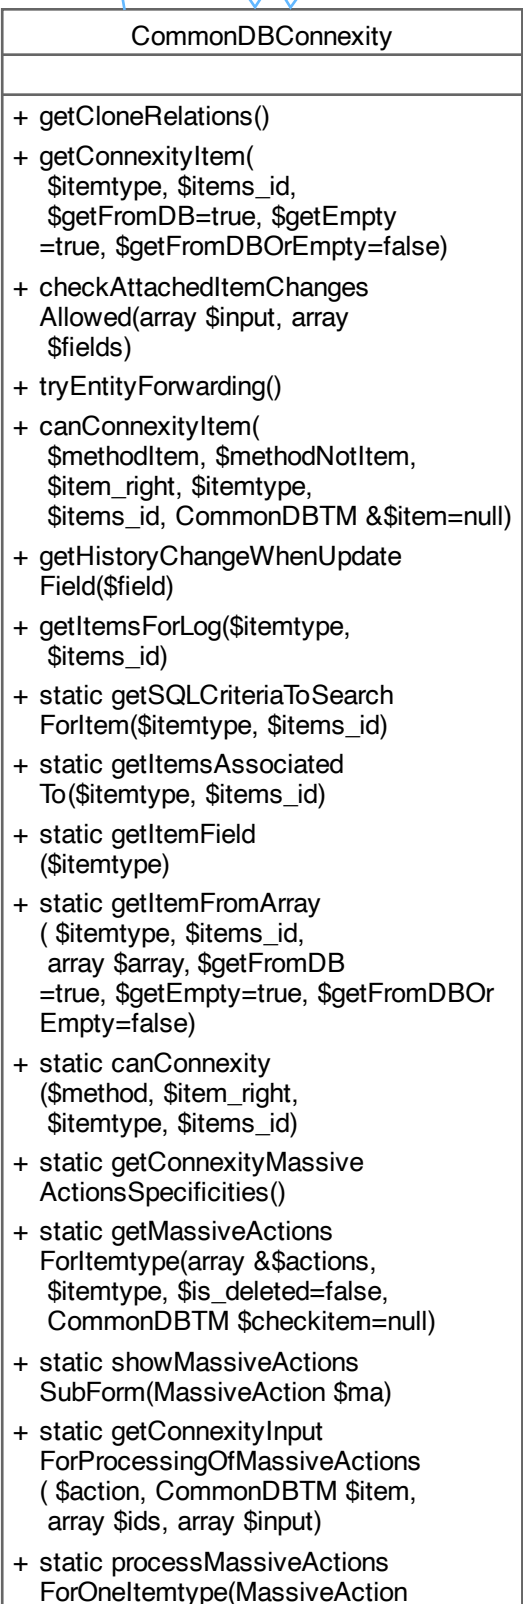 CommonDBConnexity
+ getCloneRelations()
+ getConnexityItem(
$itemtype, $items_id,
$getFromDB=true, $getEmpty
=true, $getFromDBOrEmpty=false)
+ checkAttachedItemChanges
Allowed(array $input, array
$fields)
+ tryEntityForwarding()
+ canConnexityItem(
$methodItem, $methodNotItem,
$item_right, $itemtype,
$items_id, CommonDBTM &$item=null)
+ getHistoryChangeWhenUpdate
Field($field)
+ getItemsForLog($itemtype,
$items_id)
+ static getSQLCriteriaToSearch
ForItem($itemtype, $items_id)
+ static getItemsAssociated
To($itemtype, $items_id)
+ static getItemField
($itemtype)
+ static getItemFromArray
( $itemtype, $items_id,
array $array, $getFromDB
=true, $getEmpty=true, $getFromDBOr
Empty=false)
+ static canConnexity
($method, $item_right,
$itemtype, $items_id)
+ static getConnexityMassive
ActionsSpecificities()
+ static getMassiveActions
ForItemtype(array &$actions,
$itemtype, $is_deleted=false,
CommonDBTM $checkitem=null)
+ static showMassiveActions
SubForm(MassiveAction $ma)
+ static getConnexityInput
ForProcessingOfMassiveActions
( $action, CommonDBTM $item,
array $ids, array $input)
+ static processMassiveActions
ForOneItemtype(MassiveAction